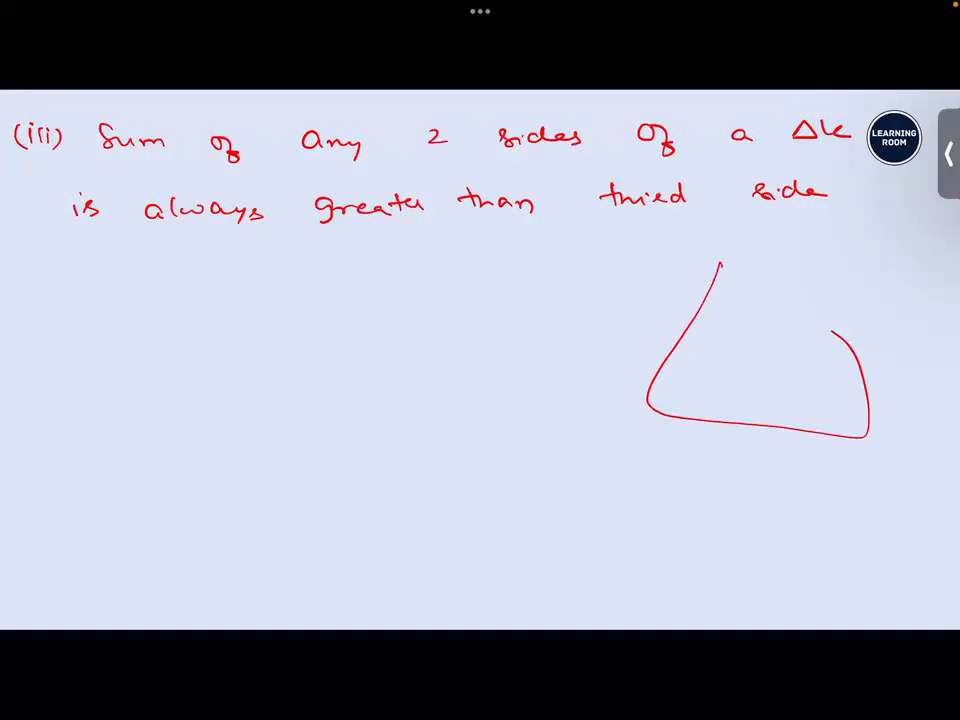 (iii) Sum of any 2 sides of a Δle
LEARNING ROOM
is always greater than third side